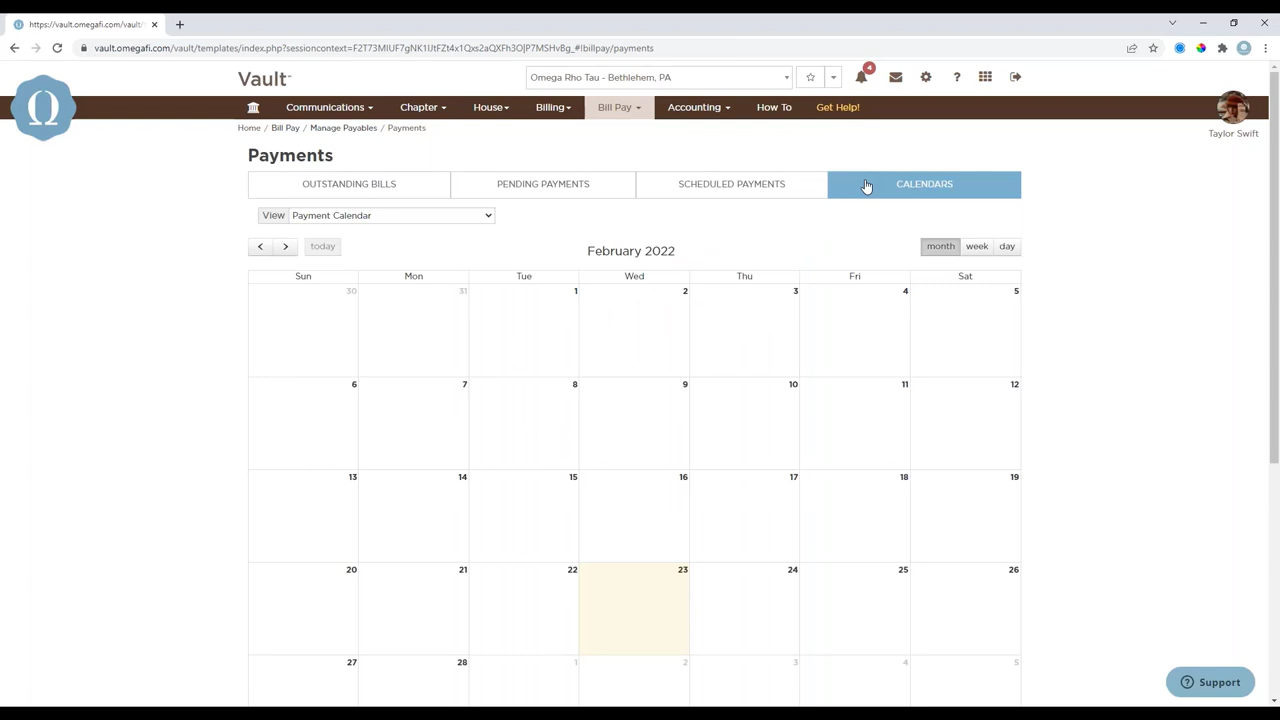 https://vault.omegafi.com/vault/
vault.omegafi.com/vault/templates/index.php?sessioncontext=F2T73MIUF7gNK1IJtFZt4x1Qxs2aQXFh3OJP7MSHvBg_#!billpay/payments
Vault
Omega Rho Tau - Bethlehem, PA
4
Communications Chapter House Billing Bill Pay Accounting How To Get Help!
Home / Bill Pay / Manage Payables / Payments
Taylor Swift
Payments
OUTSTANDING BILLS PENDING PAYMENTS SCHEDULED PAYMENTS CALENDARS
View Payment Calendar
today February 2022 month week day
Sun Mon Tue Wed Thu Fri Sat
30 31 1 2 3 4 5
6 7 8 9 10 11 12
13 14 15 16 17 18 19
20 21 22 23 24 25 26
27 28 1 2 3 4 5
Support